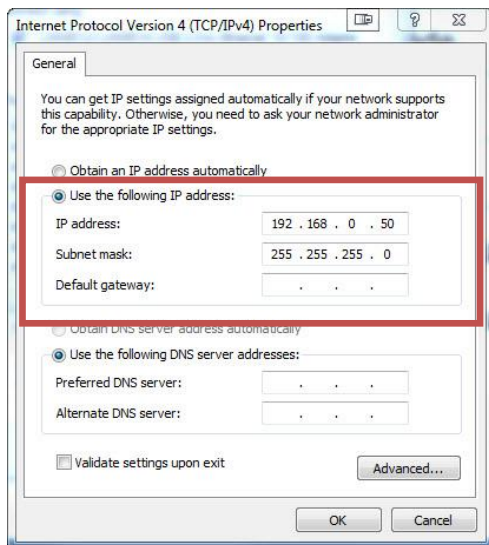 Internet Protocol Version 4 (TCP/IPv4) Properties
General
You can get IP settings assigned automatically if your network supports
this capability. Otherwise, you need to ask your network administrator
for the appropriate IP settings.
Obtain an IP address automatically
Use the following IP address:
IP address: 192 . 168 . 0 . 50
Subnet mask: 255 . 255 . 255 . 0
Default gateway: . . .
Obtain DNS server address automatically
Use the following DNS server addresses:
Preferred DNS server: . . .
Alternate DNS server: . . .
Validate settings upon exit
Advanced...
OK Cancel